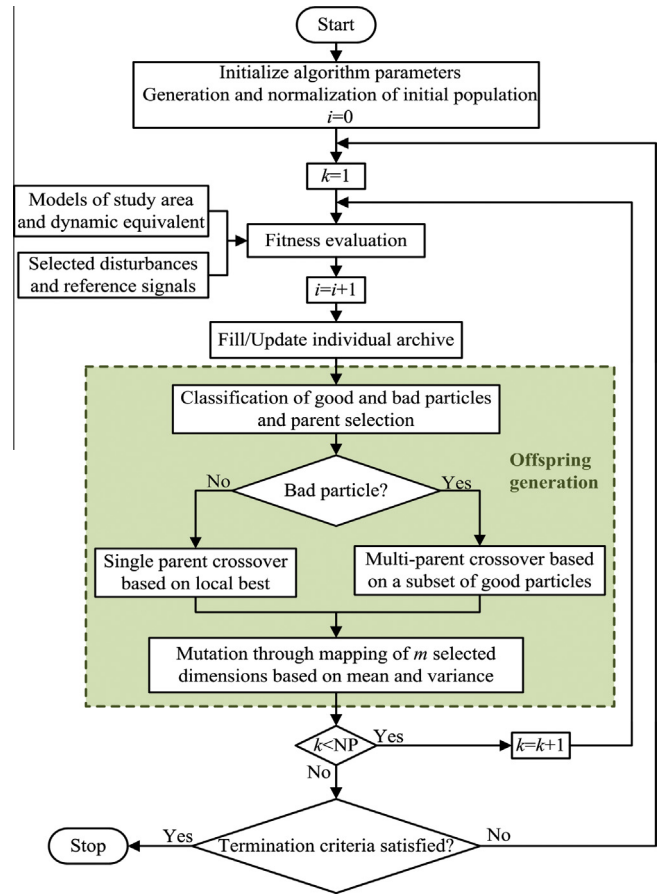 Start
Initialize algorithm parameters
Generation and normalization of initial population
i=0
k=1
Models of study area
and dynamic equivalent
Fitness evaluation
Selected disturbances
and reference signals
i=i+1
Fill/Update individual archive
Classification of good and bad particles
and parent selection
Offspring
generation
No
Bad particle?
Yes
Single parent crossover
based on local best
Multi-parent crossover based
on a subset of good particles
Mutation through mapping of m selected
dimensions based on mean and variance
k<NP
Yes
k=k+1
No
Stop
Yes
Termination criteria satisfied?
No